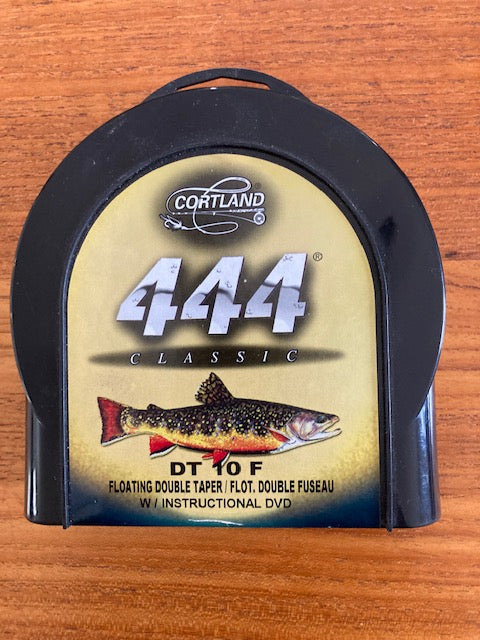 CORTLAND®
444®
CLASSIC
DT 10 F
FLOATING DOUBLE TAPER / FLOT. DOUBLE FUSEAU
W / INSTRUCTIONAL DVD